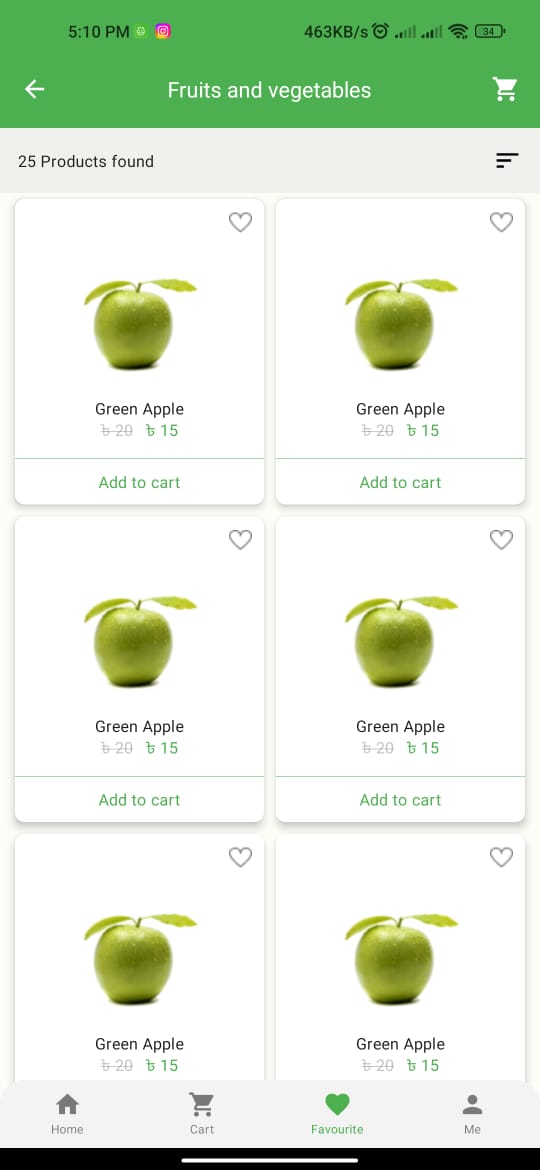 5:10 PM 463KB/s 34
Fruits and vegetables
25 Products found
Green Apple Green Apple
৳ 20 ৳ 15 ৳ 20 ৳ 15
Add to cart Add to cart
Green Apple Green Apple
৳ 20 ৳ 15 ৳ 20 ৳ 15
Add to cart Add to cart
Green Apple Green Apple
৳ 20 ৳ 15 ৳ 20 ৳ 15
Home Cart Favourite Me